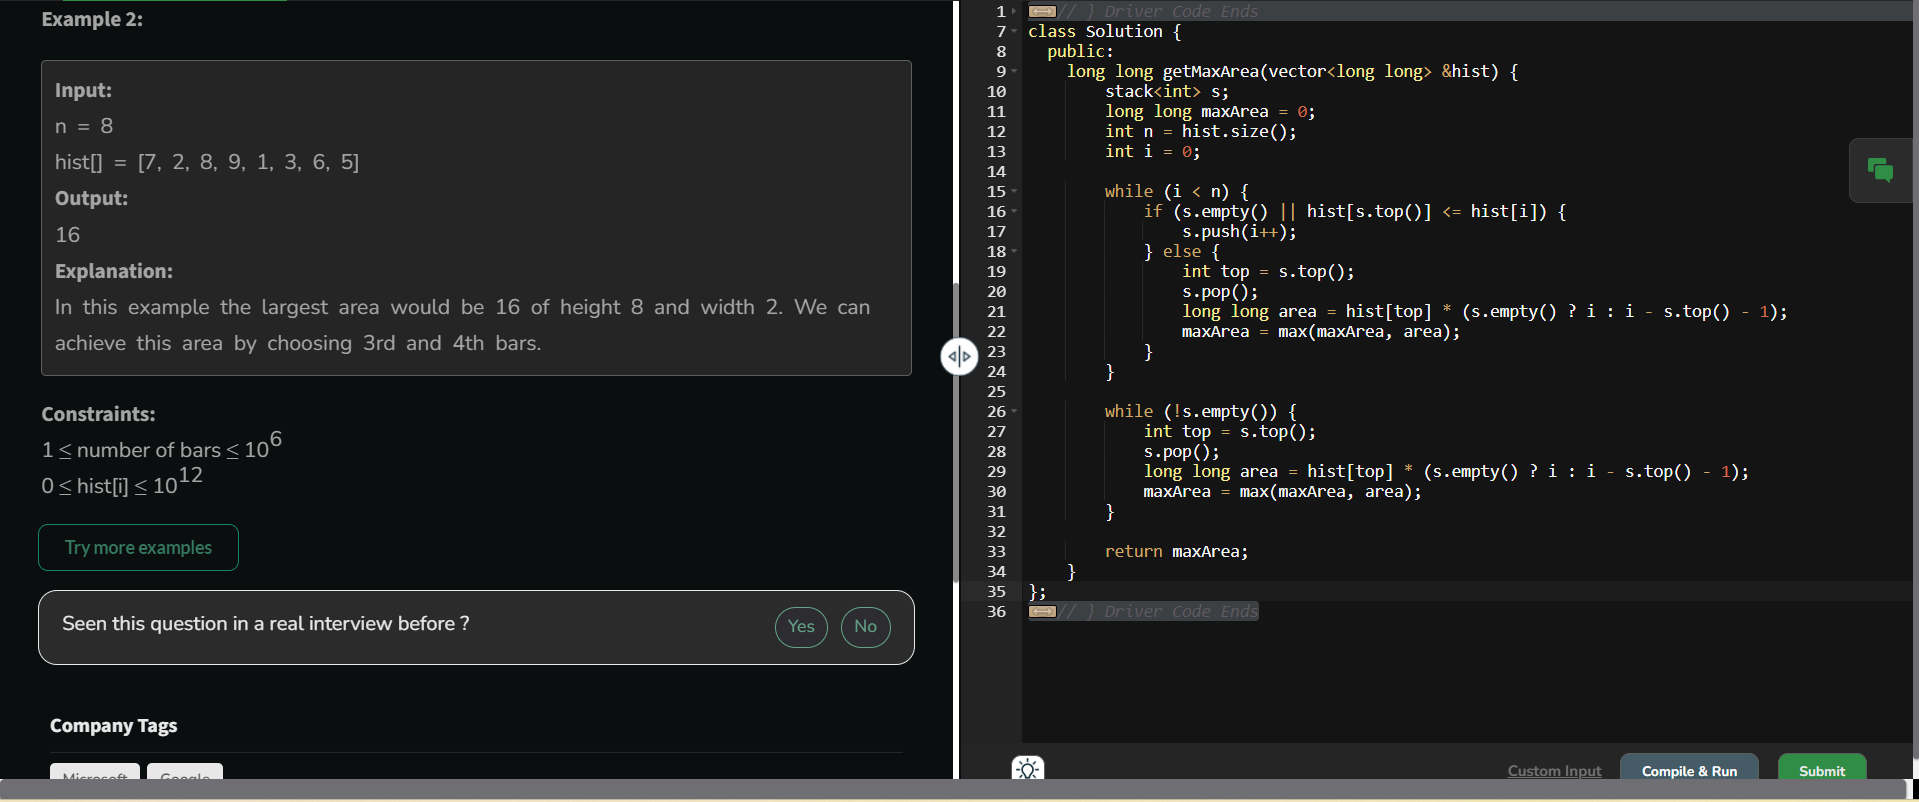 Example 2:
Input:
n = 8
hist[] = [7, 2, 8, 9, 1, 3, 6, 5]
Output:
16
Explanation:
In this example the largest area would be 16 of height 8 and width 2. We can
achieve this area by choosing 3rd and 4th bars.
Constraints:
1 ≤ number of bars ≤ 10^6
0 ≤ hist[i] ≤ 10^12
Try more examples
Seen this question in a real interview before ?
Yes No
Company Tags
Microsoft Google
1 // } Driver Code Ends
7 class Solution {
8   public:
9     long long getMaxArea(vector<long long> &hist) {
10         stack<int> s;
11         long long maxArea = 0;
12         int n = hist.size();
13         int i = 0;
14
15         while (i < n) {
16             if (s.empty() || hist[s.top()] <= hist[i]) {
17                 s.push(i++);
18             } else {
19                 int top = s.top();
20                 s.pop();
21                 long long area = hist[top] * (s.empty() ? i : i - s.top() - 1);
22                 maxArea = max(maxArea, area);
23             }
24         }
25
26         while (!s.empty()) {
27             int top = s.top();
28             s.pop();
29             long long area = hist[top] * (s.empty() ? i : i - s.top() - 1);
30             maxArea = max(maxArea, area);
31         }
32
33         return maxArea;
34     }
35 };
36 // } Driver Code Ends
Custom Input
Compile & Run
Submit